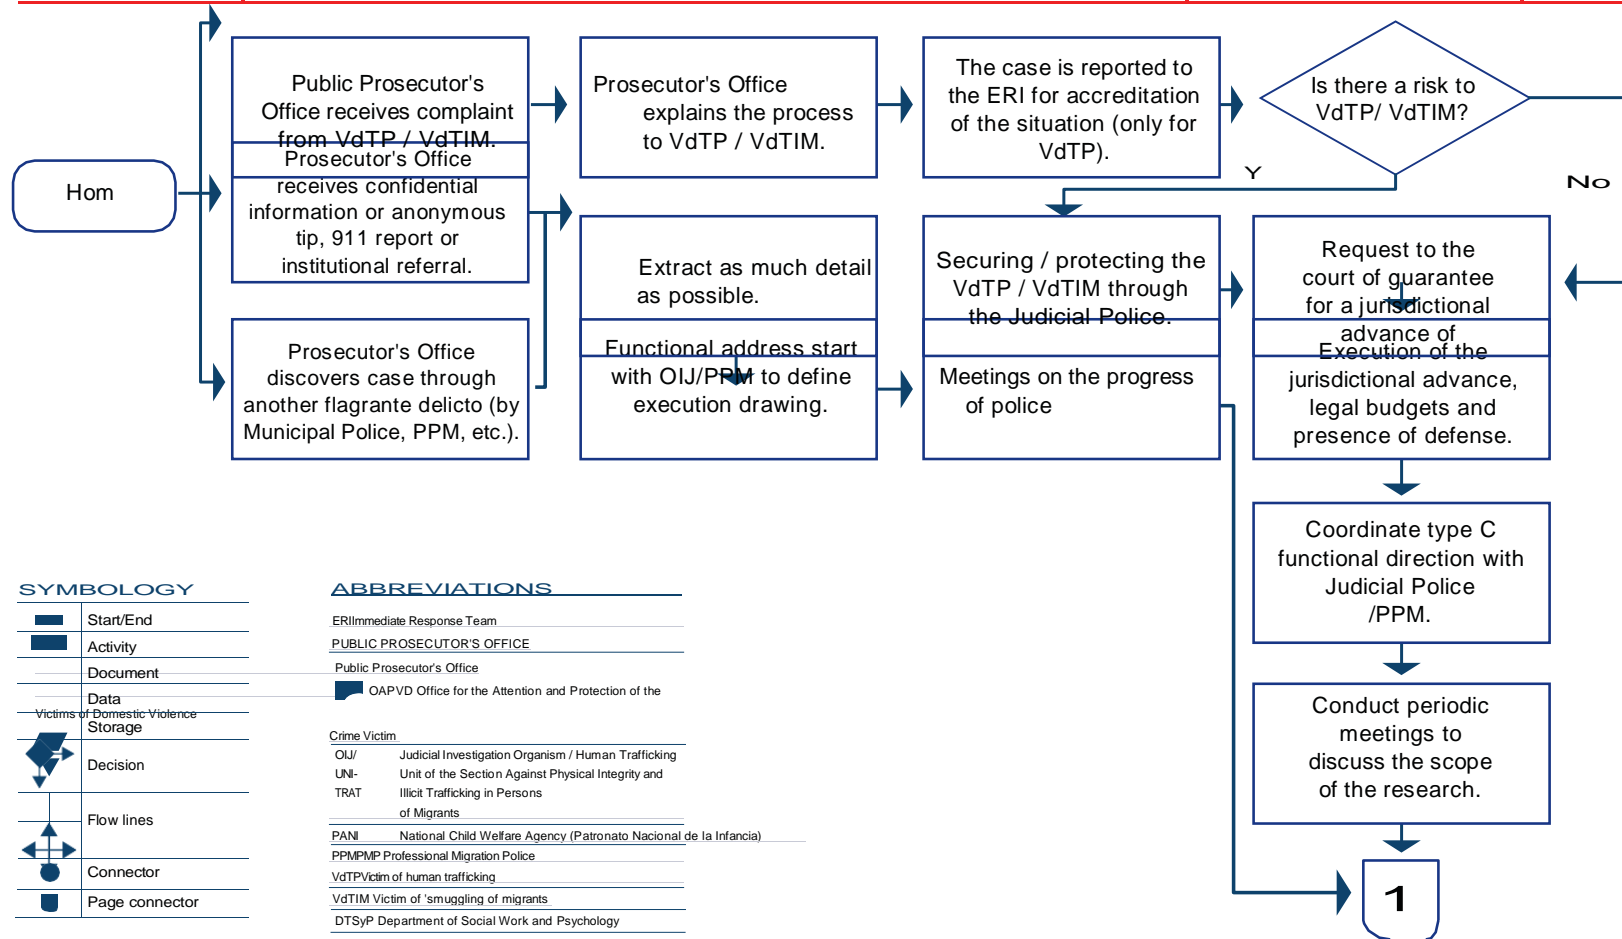 Public Prosecutor's
Office receives complaint
from VdTP / VdTIM.
Prosecutor's Office
explains the process
to VdTP / VdTIM.
The case is reported to
the ERI for accreditation
of the situation (only for
VdTP).
Is there a risk to
VdTP/ VdTIM?
Y
No
Hom
Prosecutor's Office
receives confidential
information or anonymous
tip, 911 report or
institutional referral.
Extract as much detail
as possible.
Securing / protecting the
VdTP / VdTIM through
the Judicial Police.
Request to the
court of guarantee
for a jurisdictional
advance of
Prosecutor's Office
discovers case through
another flagrante delicto (by
Municipal Police, PPM, etc.).
Functional address start
with OIJ/PPM to define
execution drawing.
Meetings on the progress
of police
Execution of the
jurisdictional advance,
legal budgets and
presence of defense.
Coordinate type C
functional direction with
Judicial Police
/PPM.
Conduct periodic
meetings to
discuss the scope
of the research.
1
SYMBOLOGY
Start/End
Activity
Document
Data
Victims of Domestic Violence
Storage
Decision
Flow lines
Connector
Page connector
ABBREVIATIONS
ERIImmediate Response Team
PUBLIC PROSECUTOR'S OFFICE
Public Prosecutor's Office
OAPVD Office for the Attention and Protection of the
Crime Victim
OIJ/ Judicial Investigation Organism / Human Trafficking
UNI- Unit of the Section Against Physical Integrity and
TRAT Illicit Trafficking in Persons
of Migrants
PANI National Child Welfare Agency (Patronato Nacional de la Infancia)
PPMPMP Professional Migration Police
VdTPVictim of human trafficking
VdTIM Victim of 'smuggling of migrants
DTSyP Department of Social Work and Psychology